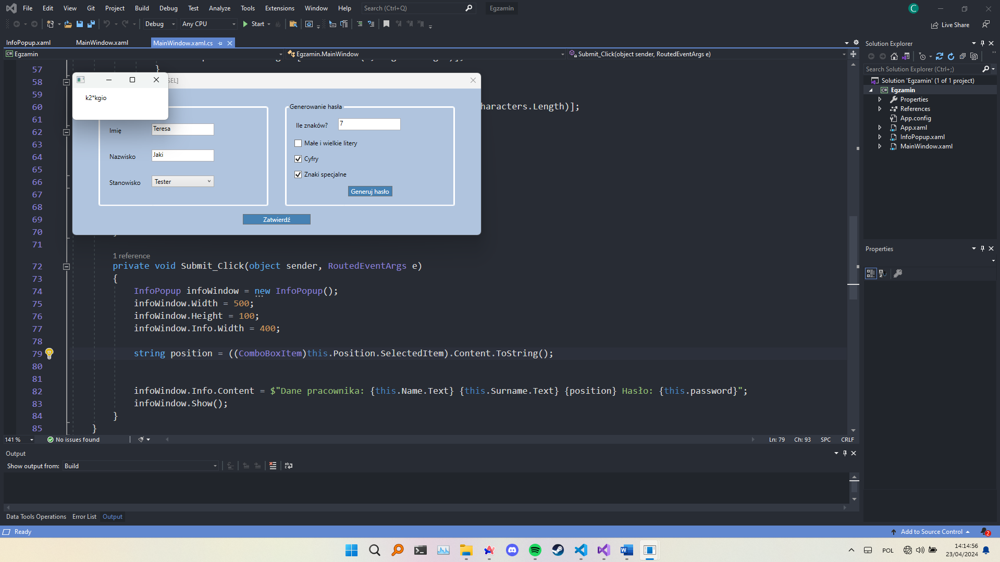 File Edit View Git Project Build Debug Test Analyze Tools Extensions Window Help Search (Ctrl+Q) Egzamin C
Debug Any CPU Start Live Share
InfoPopup.xaml MainWindow.xaml MainWindow.xaml.cs
Egzamin Egzamin.MainWindow Submit_Click(object sender, RoutedEventArgs e)
57 }
58
59
60 haracters.Length)];
61
62
63
64
65
66
67
68
69
70
71
SEL]
k2*kgio
Imię Teresa
Nazwisko Jaki
Stanowisko Tester
Generowanie hasła
Ile znaków? 7
Małe i wielkie litery
Cyfry
Znaki specjalne
Generuj hasło
Zatwierdź
1 reference
72 private void Submit_Click(object sender, RoutedEventArgs e)
73 {
74 InfoPopup infoWindow = new InfoPopup();
75 infoWindow.Width = 500;
76 infoWindow.Height = 100;
77 infoWindow.Info.Width = 400;
78
79 string position = ((ComboBoxItem)this.Position.SelectedItem).Content.ToString();
80
81
82 infoWindow.Info.Content = $"Dane pracownika: {this.Name.Text} {this.Surname.Text} {position} Hasło: {this.password}";
83 infoWindow.Show();
84 }
85 }
141 % No issues found Ln: 79 Ch: 93 SPC CRLF
Output
Show output from: Build
Data Tools Operations Error List Output
Solution Explorer
Search Solution Explorer (Ctrl+;)
Solution 'Egzamin' (1 of 1 project)
Egzamin
Properties
References
App.config
App.xaml
InfoPopup.xaml
MainWindow.xaml
Properties
Ready Add to Source Control 2
POL 14:14:56
23/04/2024